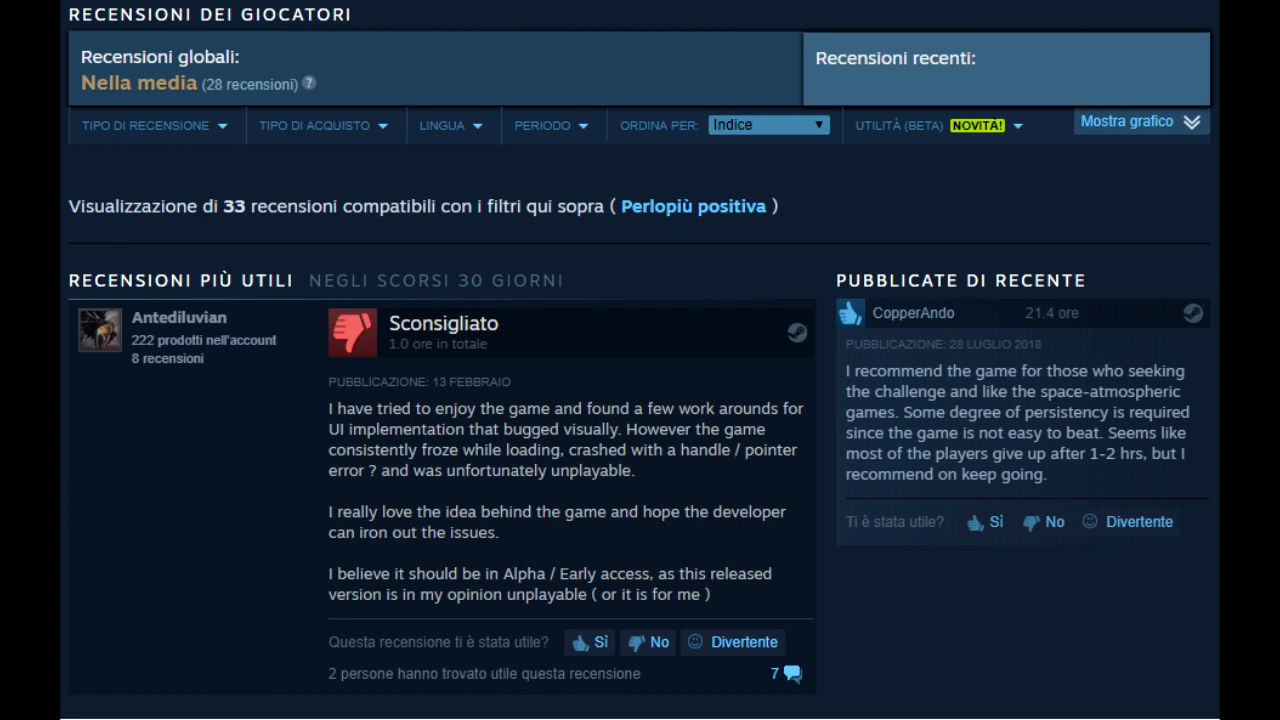 RECENSIONI DEI GIOCATORI
Recensioni globali:
Nella media (28 recensioni) ?
Recensioni recenti:
TIPO DI RECENSIONE TIPO DI ACQUISTO LINGUA PERIODO ORDINA PER: Indice UTILITÀ (BETA) NOVITÀ! Mostra grafico
Visualizzazione di 33 recensioni compatibili con i filtri qui sopra ( Perlopiù positiva )
RECENSIONI PIÙ UTILI NEGLI SCORSI 30 GIORNI
Antediluvian
222 prodotti nell'account
8 recensioni
Sconsigliato
1.0 ore in totale
PUBBLICAZIONE: 13 FEBBRAIO
I have tried to enjoy the game and found a few work arounds for
UI implementation that bugged visually. However the game
consistently froze while loading, crashed with a handle / pointer
error ? and was unfortunately unplayable.
I really love the idea behind the game and hope the developer
can iron out the issues.
I believe it should be in Alpha / Early access, as this released
version is in my opinion unplayable ( or it is for me )
Questa recensione ti è stata utile? Sì No Divertente
2 persone hanno trovato utile questa recensione 7
PUBBLICATE DI RECENTE
CopperAndo 21.4 ore
PUBBLICAZIONE: 28 LUGLIO 2018
I recommend the game for those who seeking
the challenge and like the space-atmospheric
games. Some degree of persistency is required
since the game is not easy to beat. Seems like
most of the players give up after 1-2 hrs, but I
recommend on keep going.
Ti è stata utile? Sì No Divertente